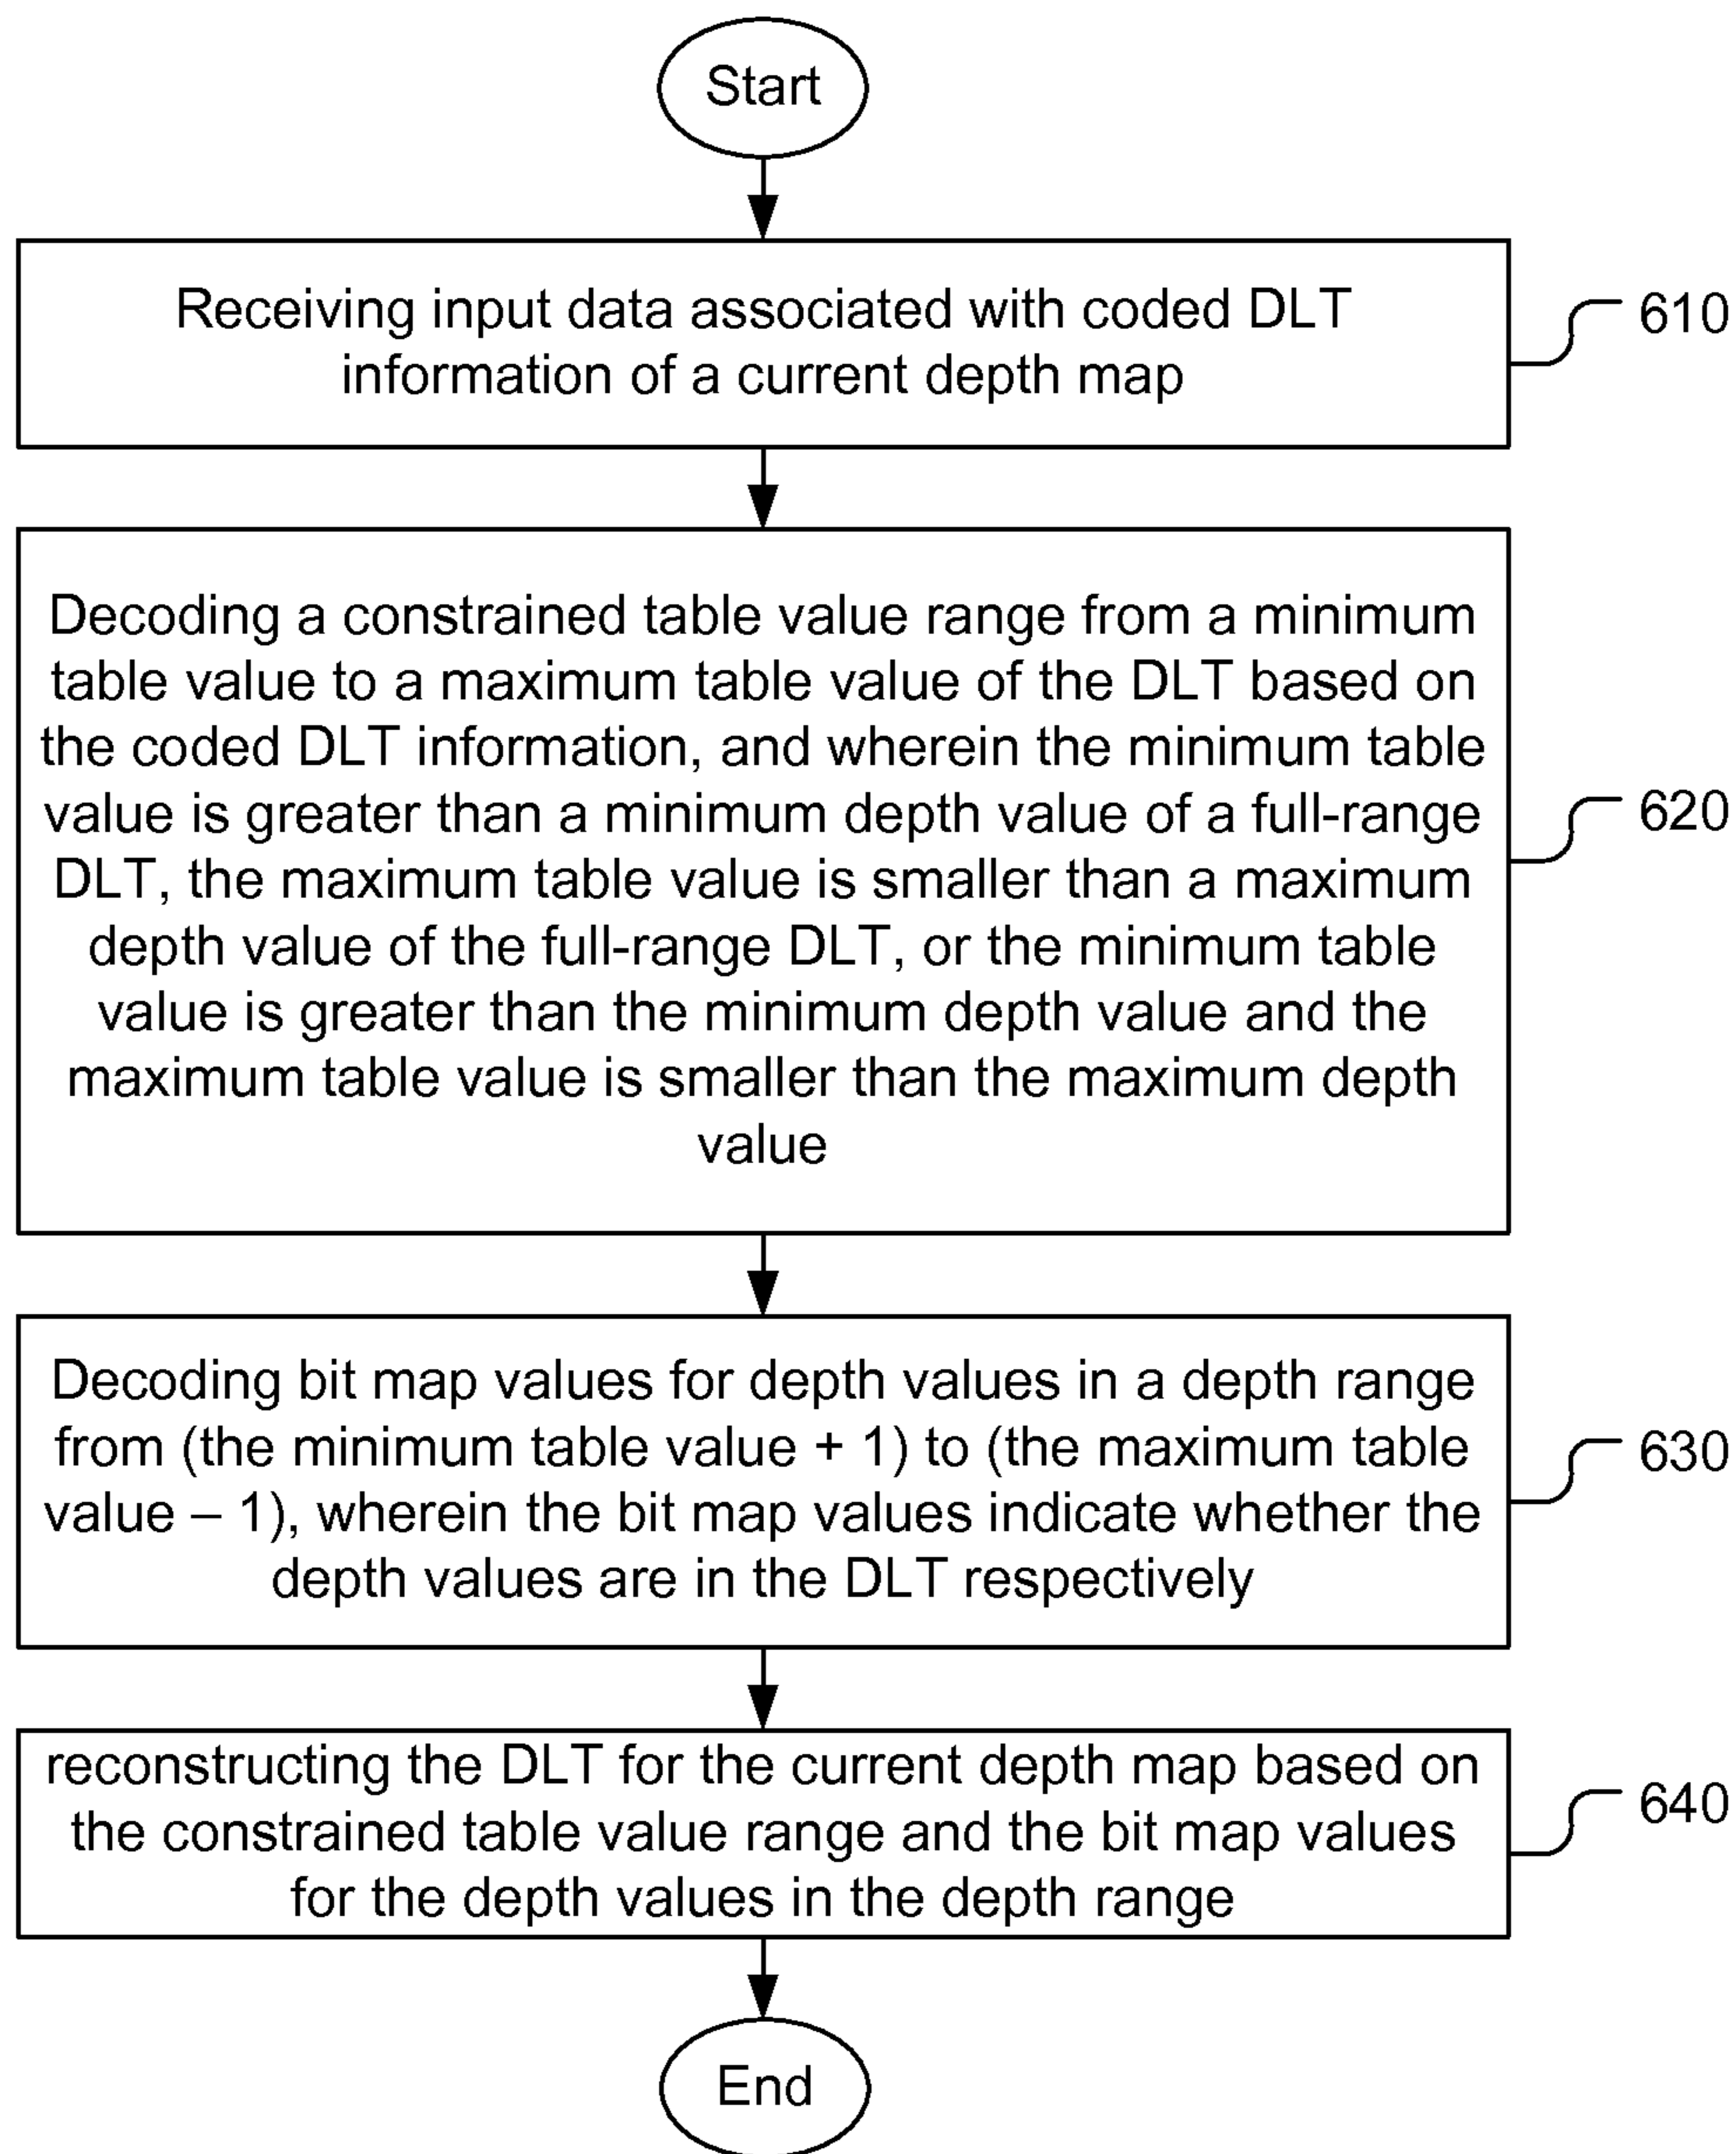 Start
Receiving input data associated with coded DLT
information of a current depth map
610
Decoding a constrained table value range from a minimum
table value to a maximum table value of the DLT based on
the coded DLT information, and wherein the minimum table
value is greater than a minimum depth value of a full-range
DLT, the maximum table value is smaller than a maximum
depth value of the full-range DLT, or the minimum table
value is greater than the minimum depth value and the
maximum table value is smaller than the maximum depth
value
620
Decoding bit map values for depth values in a depth range
from (the minimum table value + 1) to (the maximum table
value – 1), wherein the bit map values indicate whether the
depth values are in the DLT respectively
630
reconstructing the DLT for the current depth map based on
the constrained table value range and the bit map values
for the depth values in the depth range
640
End